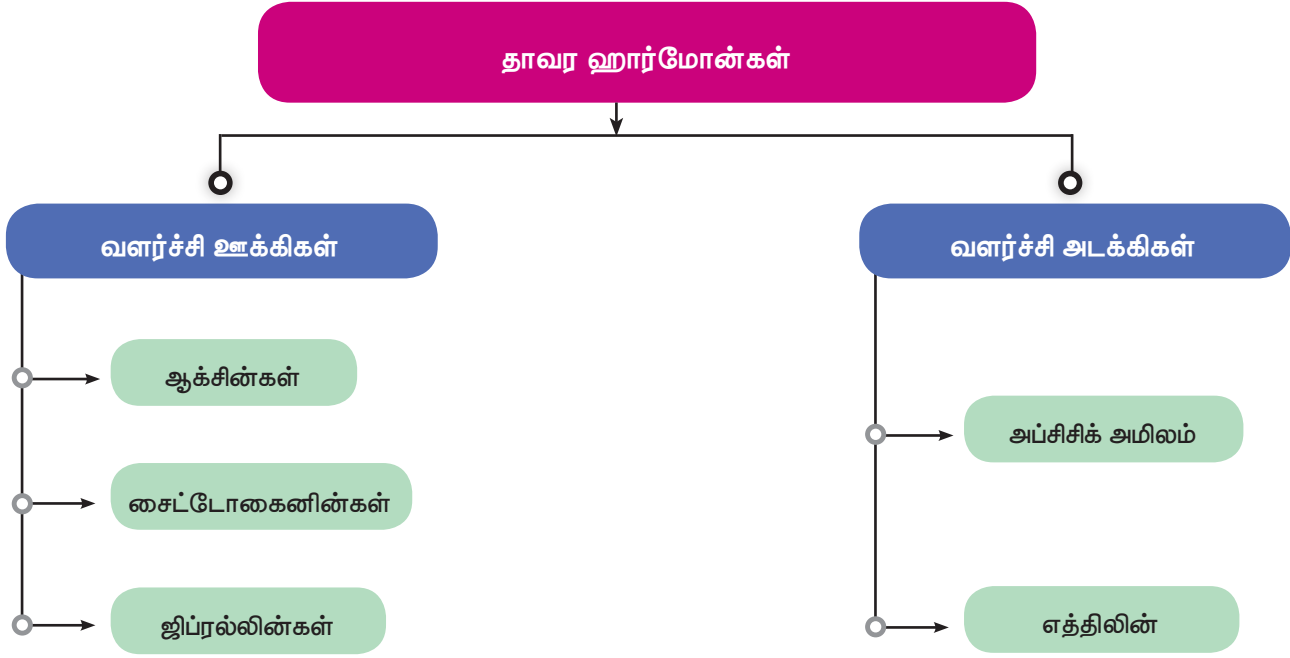 தாவர ஹார்மோன்கள்
வளர்ச்சி ஊக்கிகள்
ஆக்சின்கள்
சைட்டோகைனின்கள்
ஜிப்ரல்லின்கள்
வளர்ச்சி அடக்கிகள்
அப்சிசிக் அமிலம்
எத்திலின்